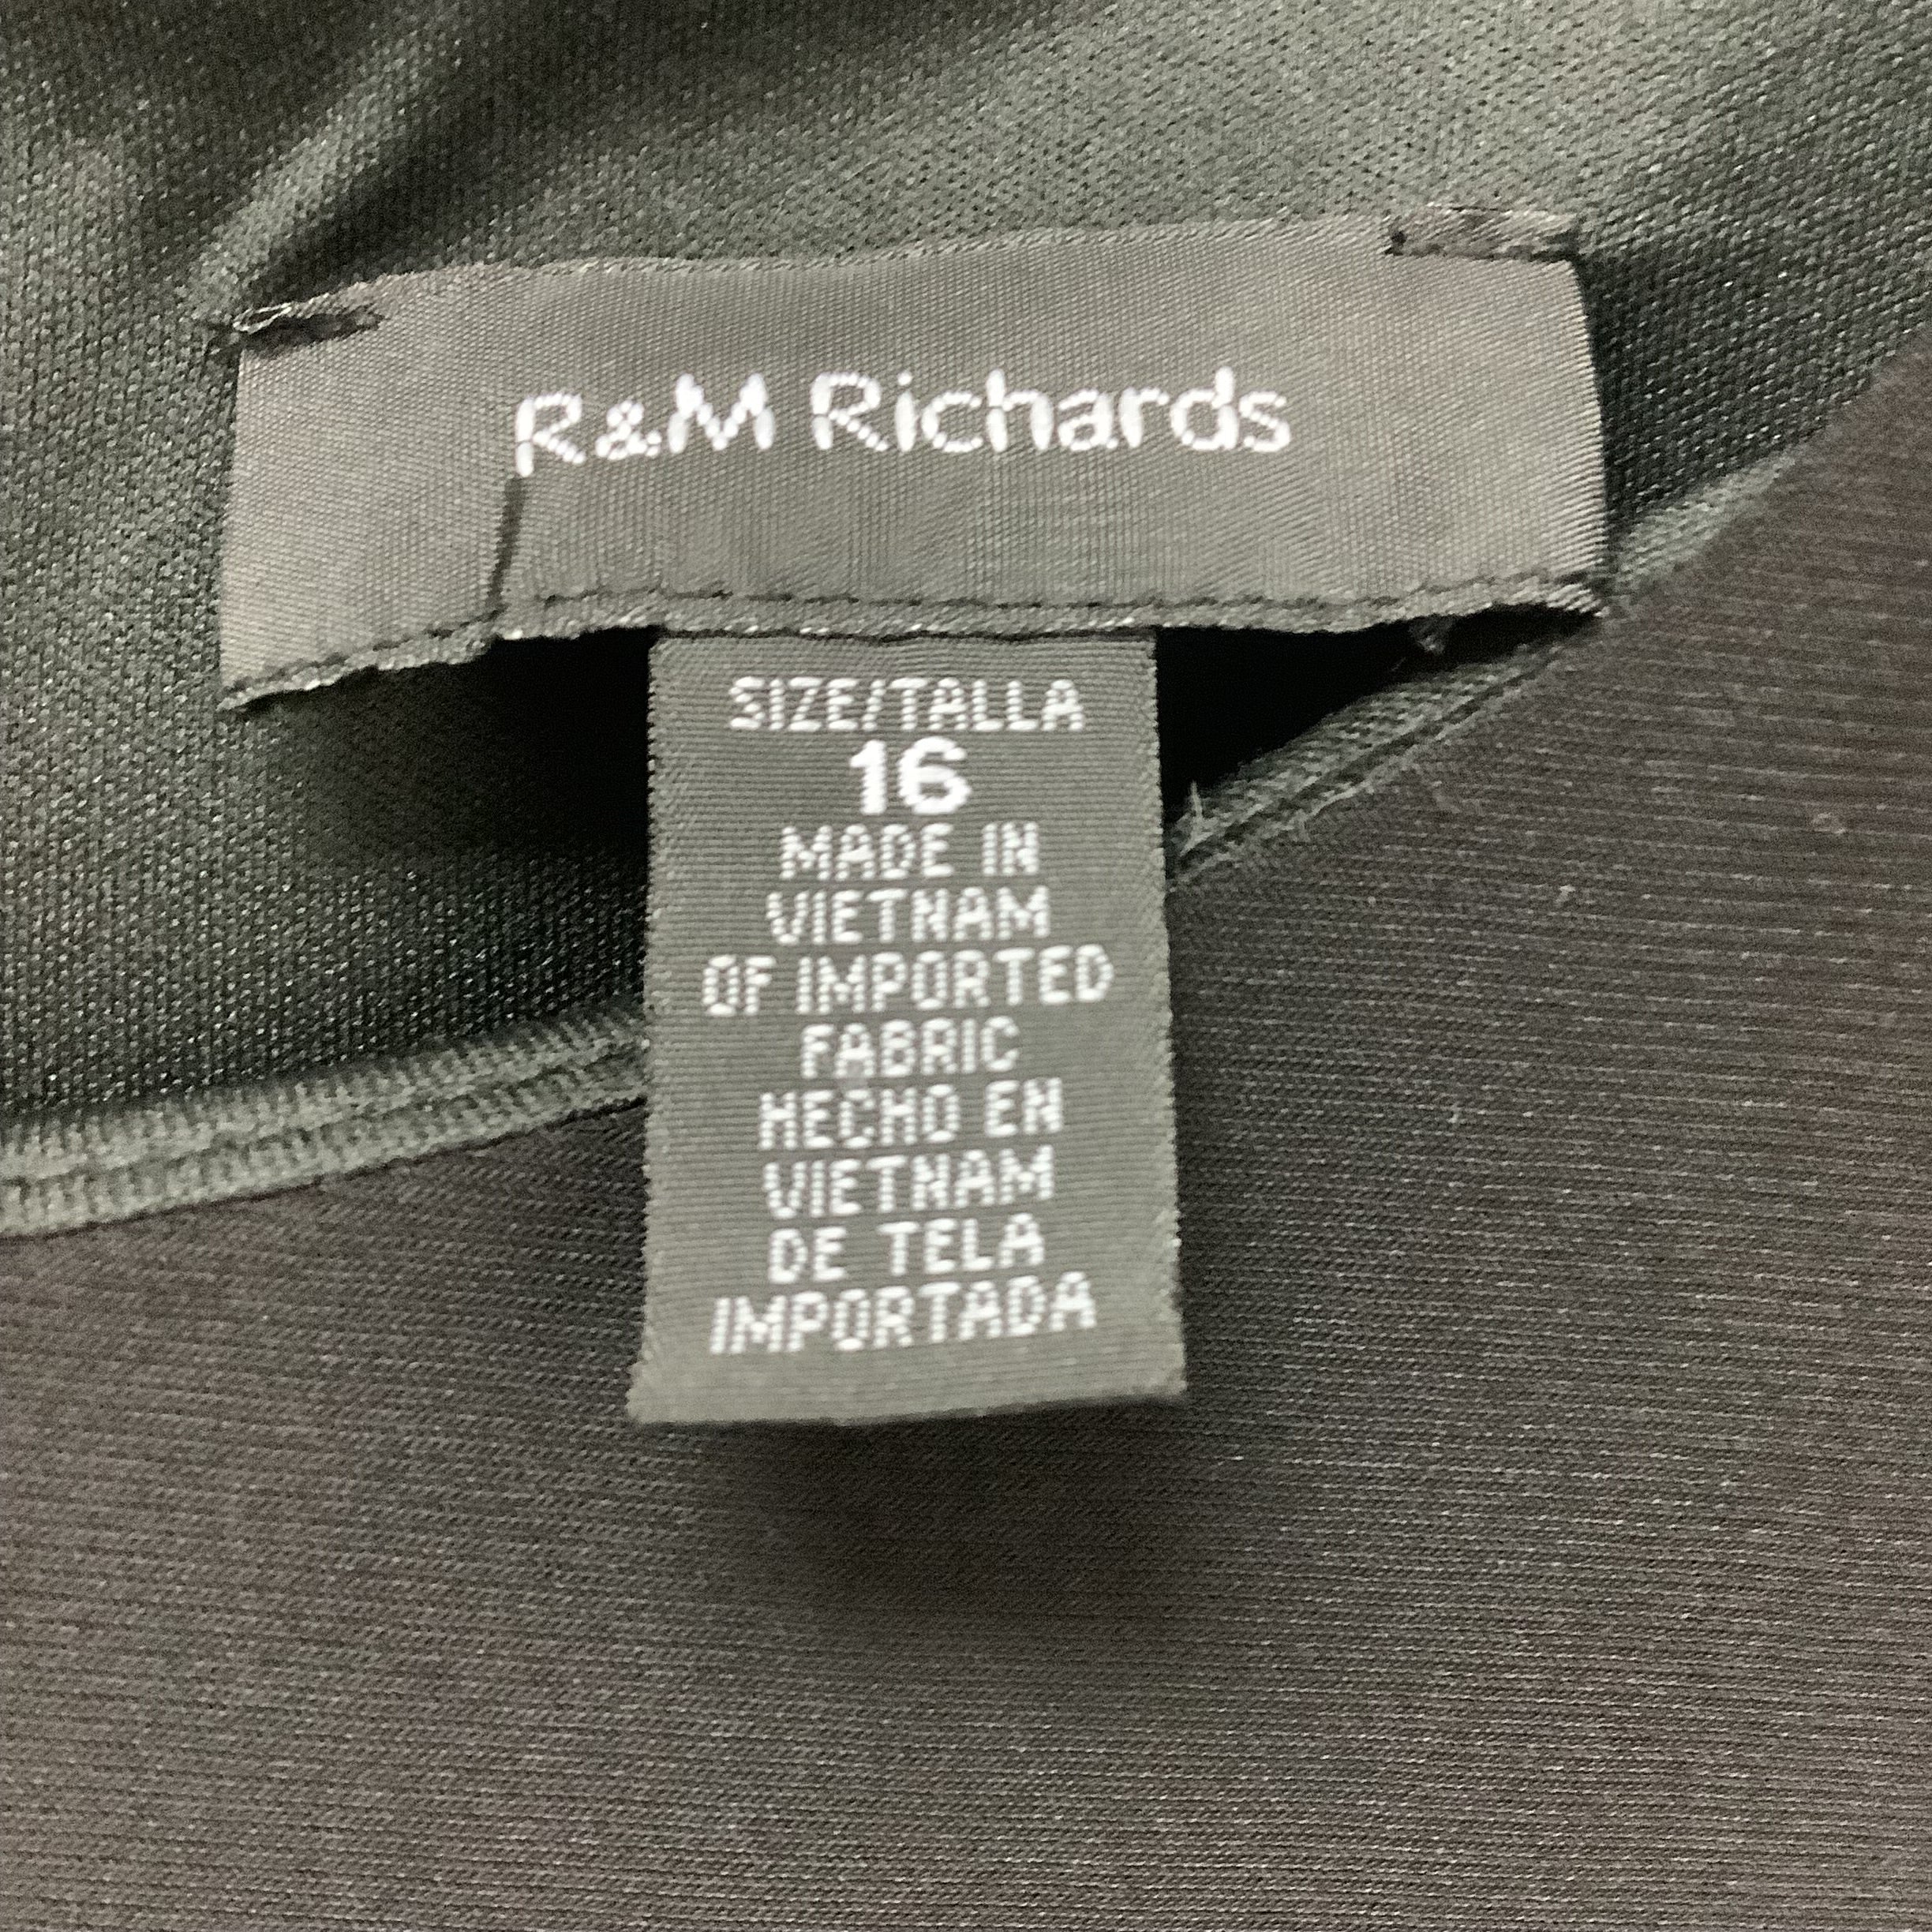 R&M Richards
SIZE/TALLA
16
MADE IN
VIETNAM
OF IMPORTED
FABRIC
HECHO EN
VIETNAM
DE TELA
IMPORTADA